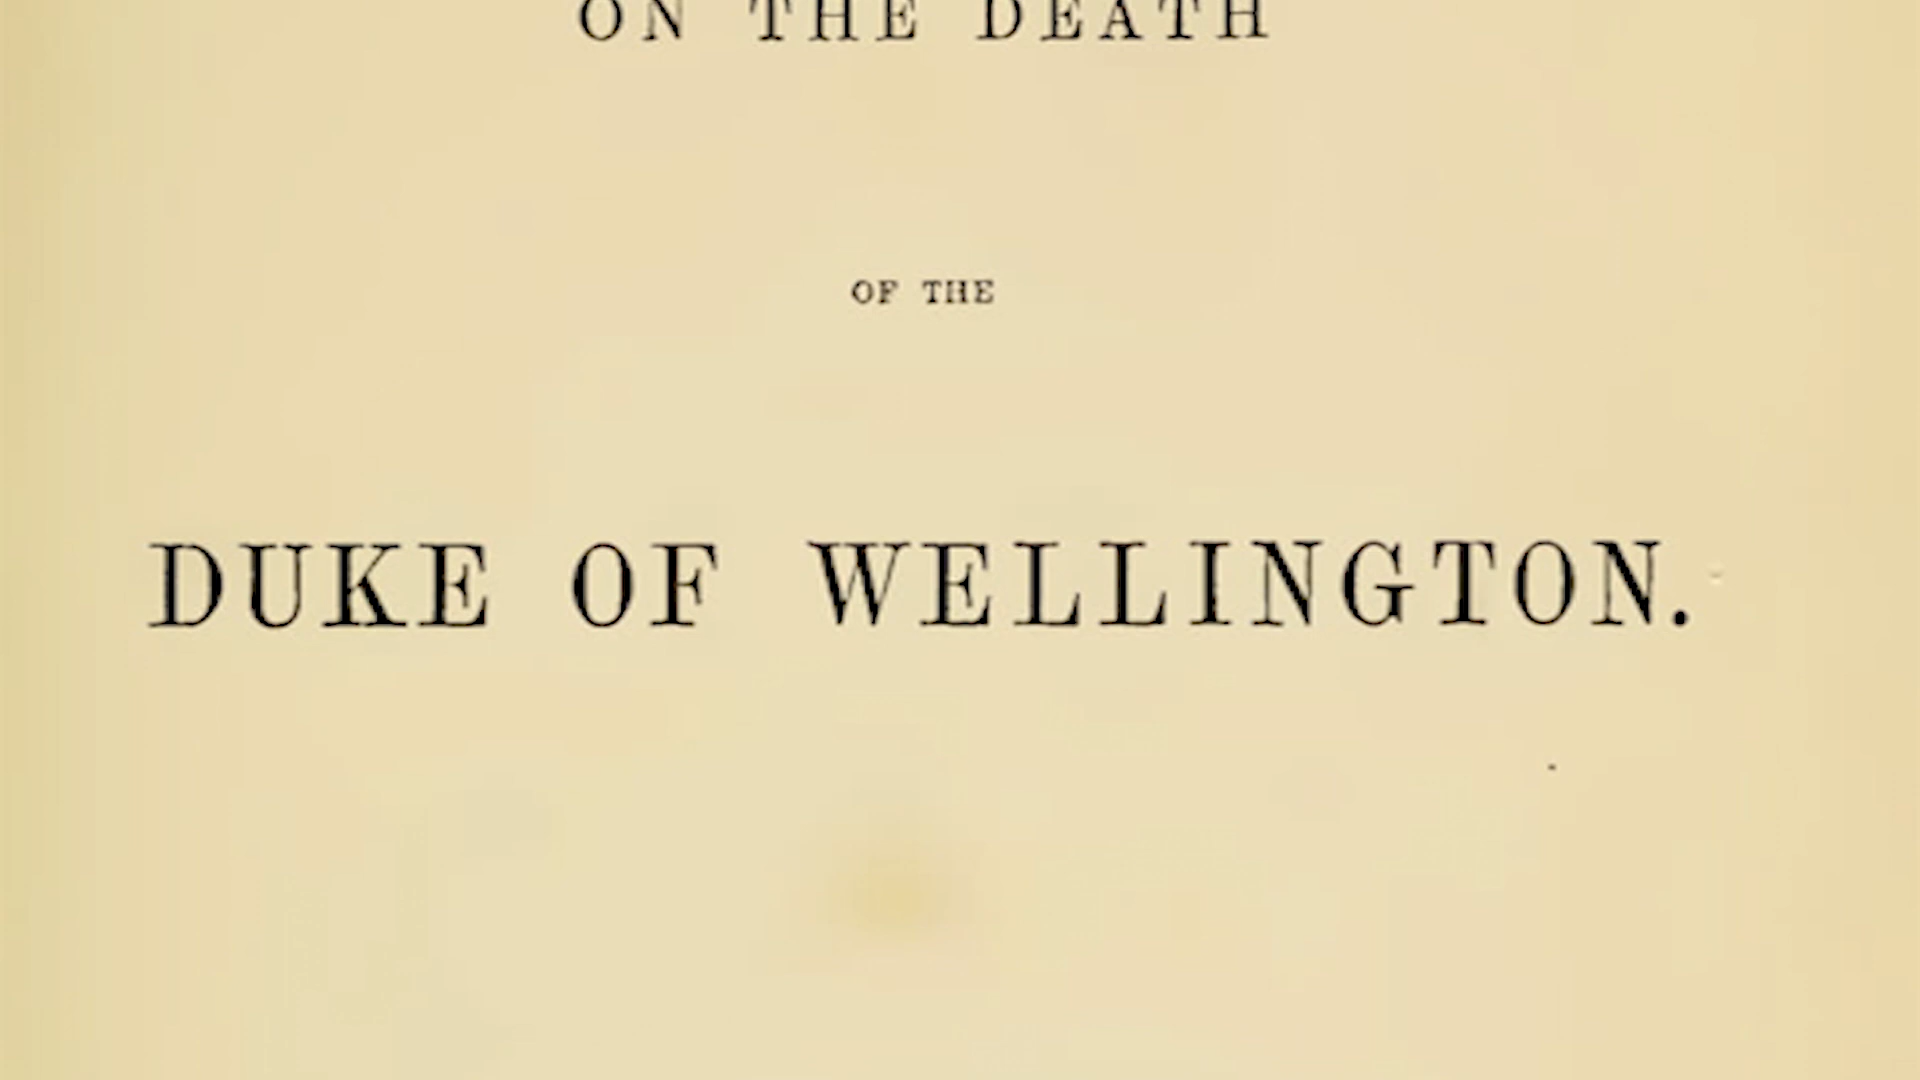 ON THE DEATH
OF THE
DUKE OF WELLINGTON.